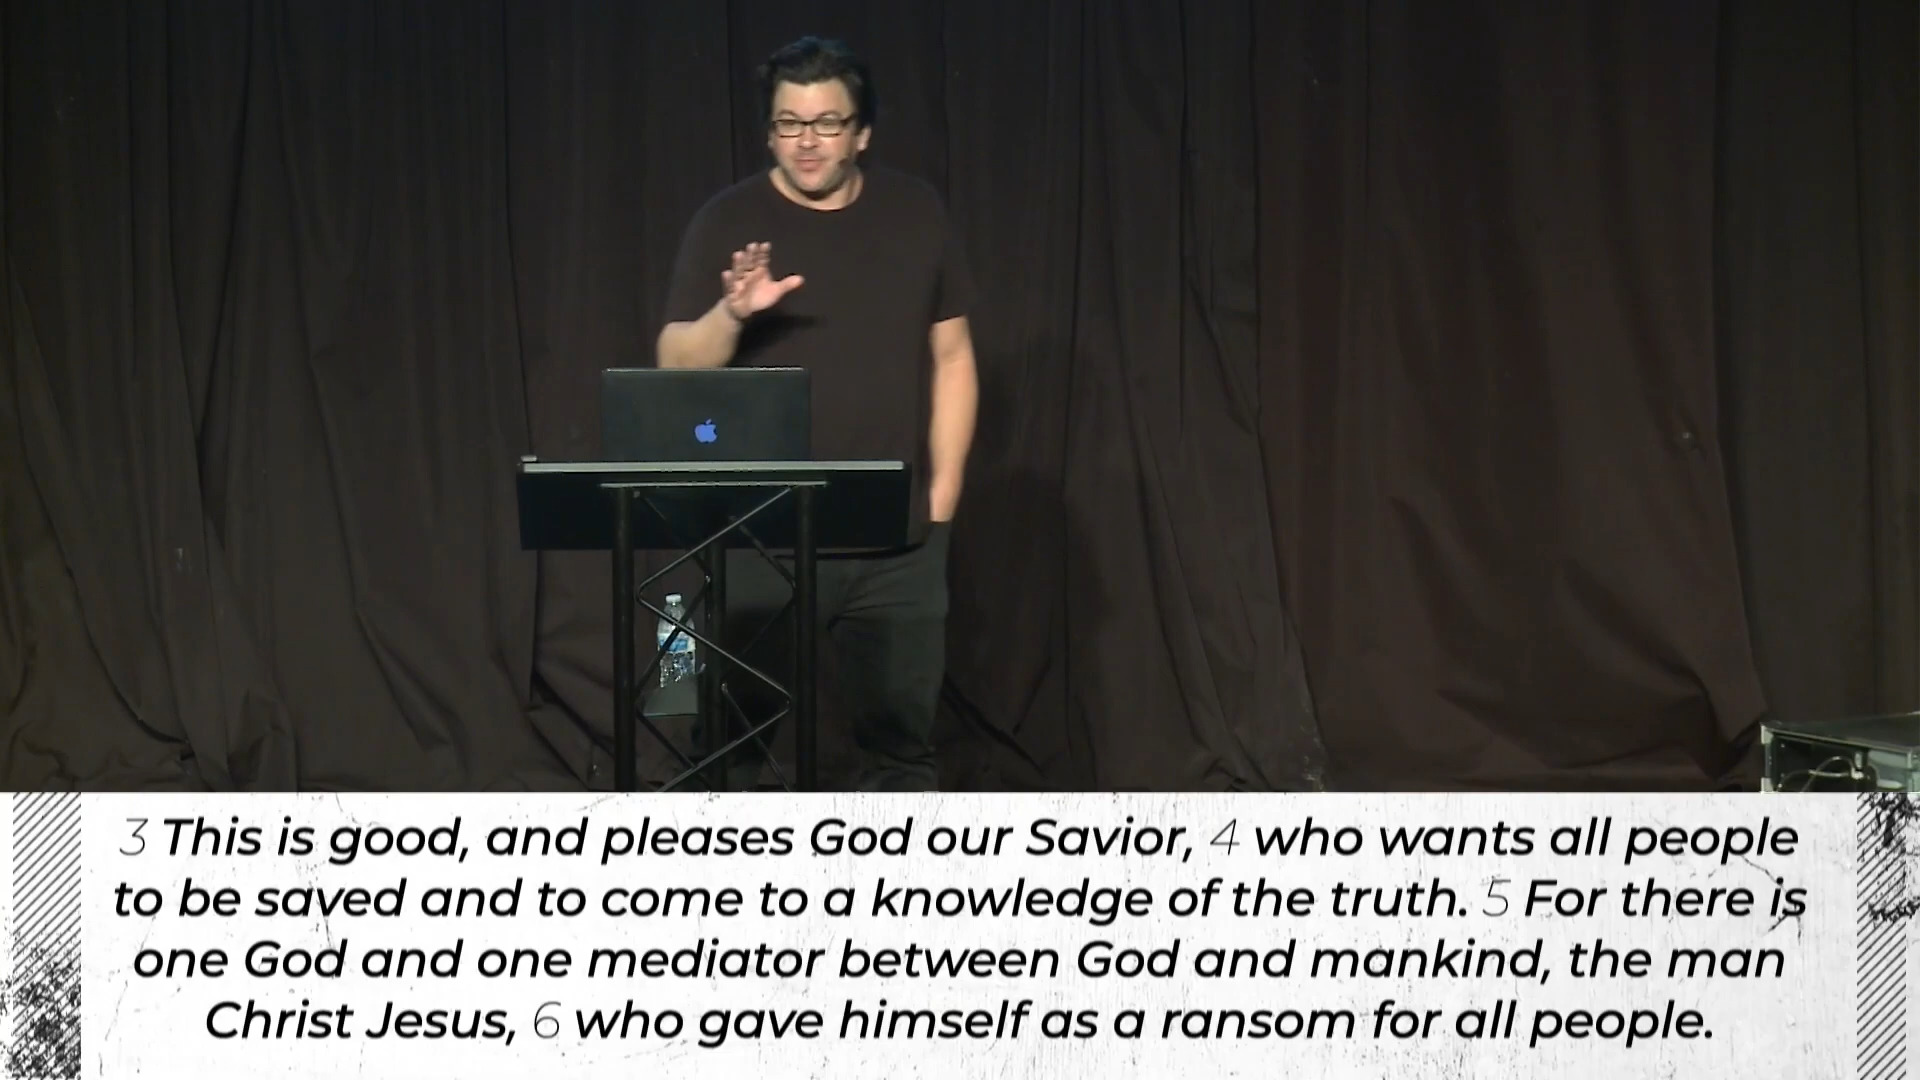 3 This is good, and pleases God our Savior, 4 who wants all people
to be saved and to come to a knowledge of the truth. 5 For there is
one God and one mediator between God and mankind, the man
Christ Jesus, 6 who gave himself as a ransom for all people.